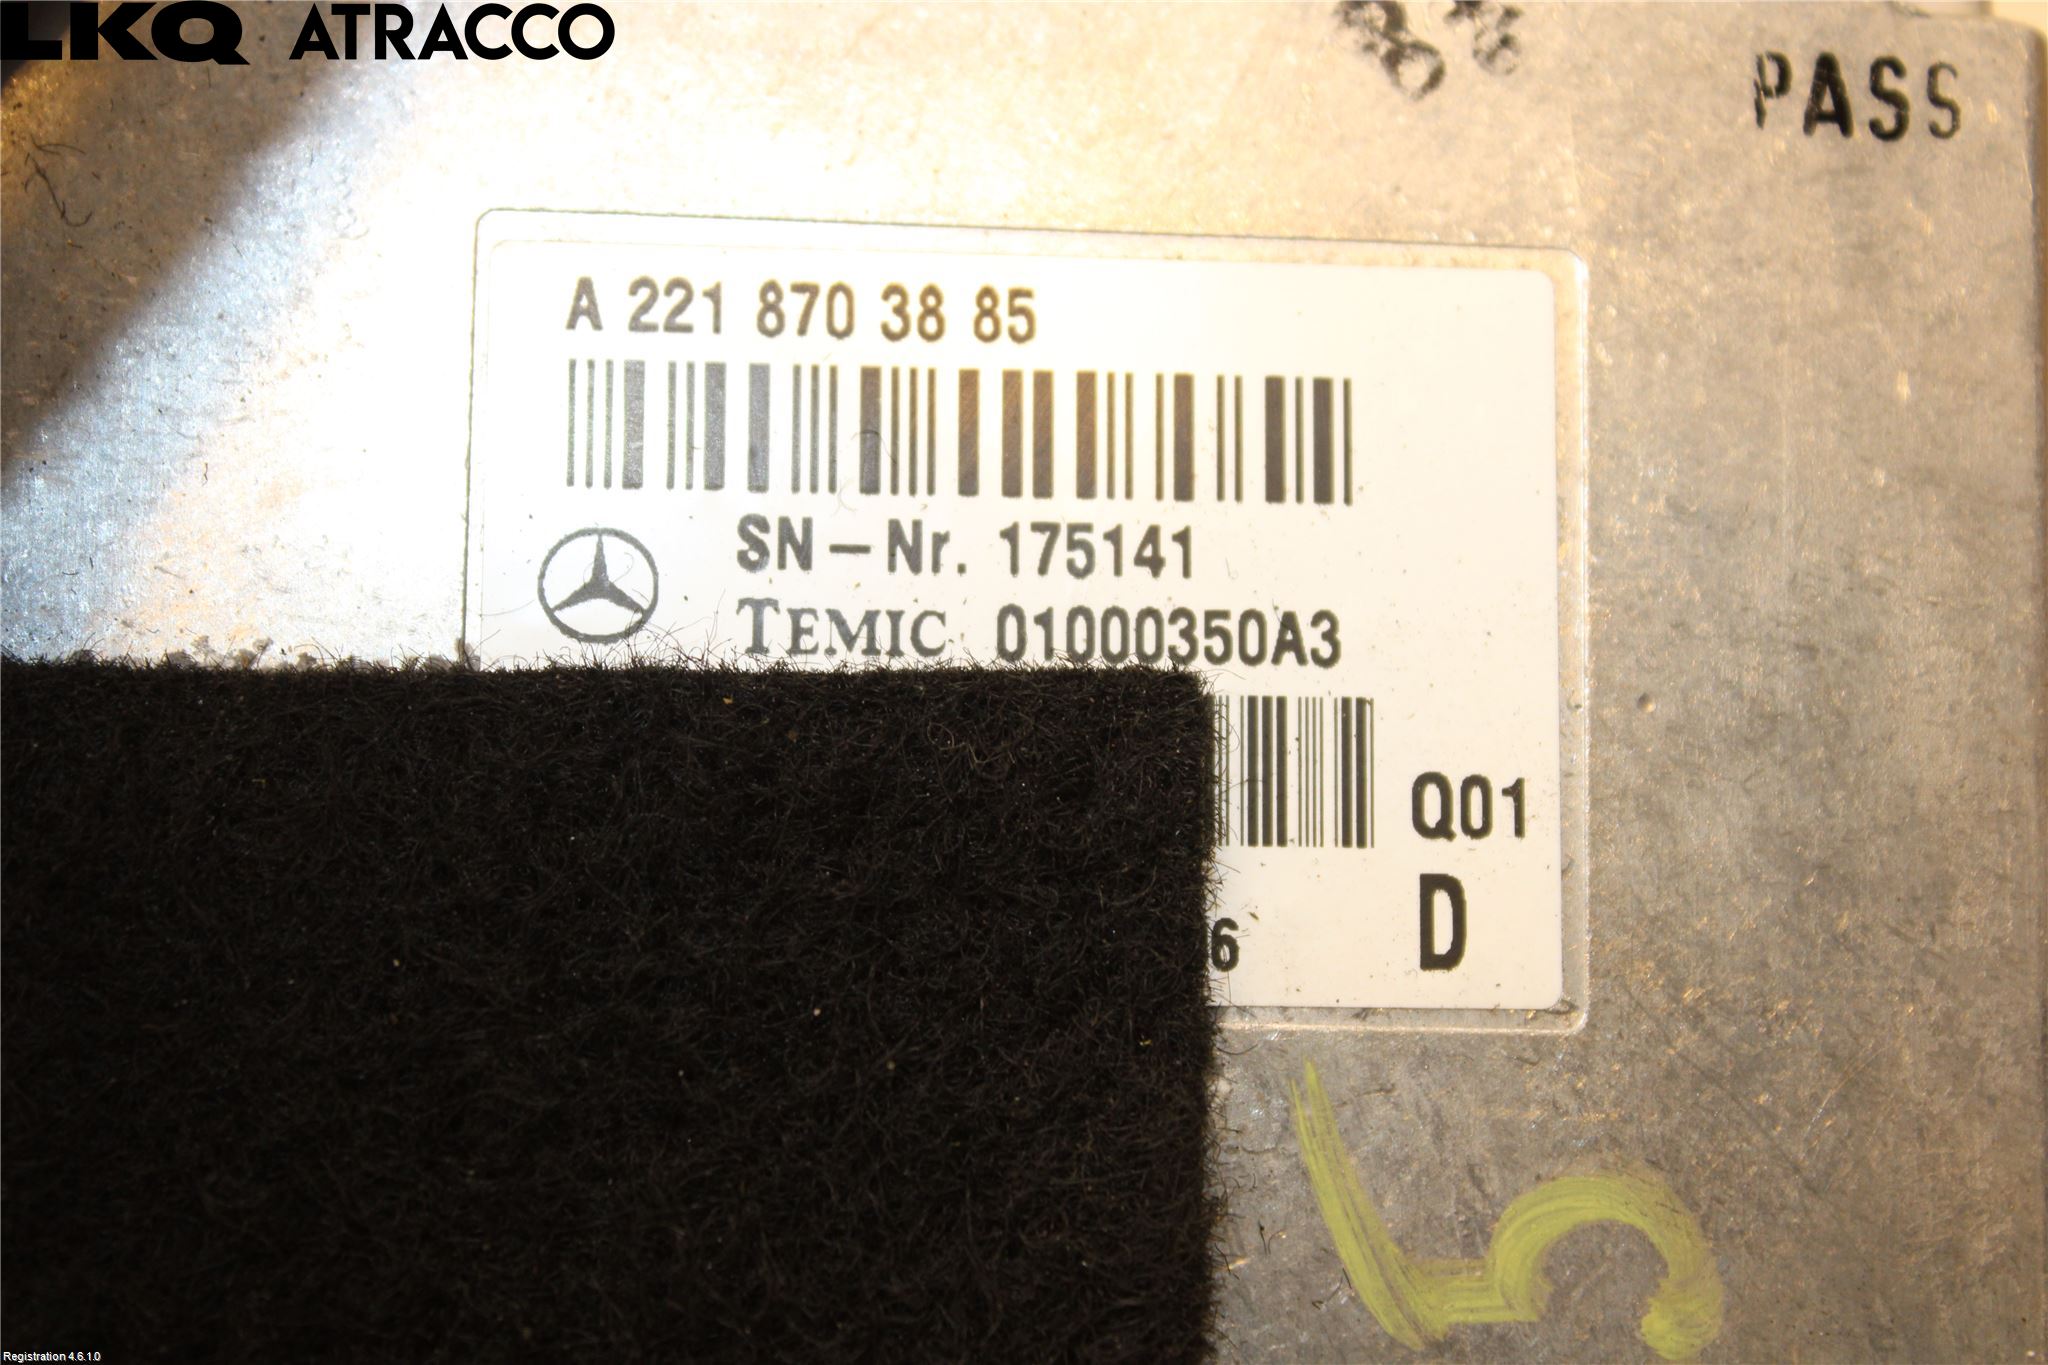 LKQ ATRACCO
PASS
A 221 870 38 85
SN-Nr. 175141
TEMIC 01000350A3
Q01
6
D
Registration 4.6.1.0